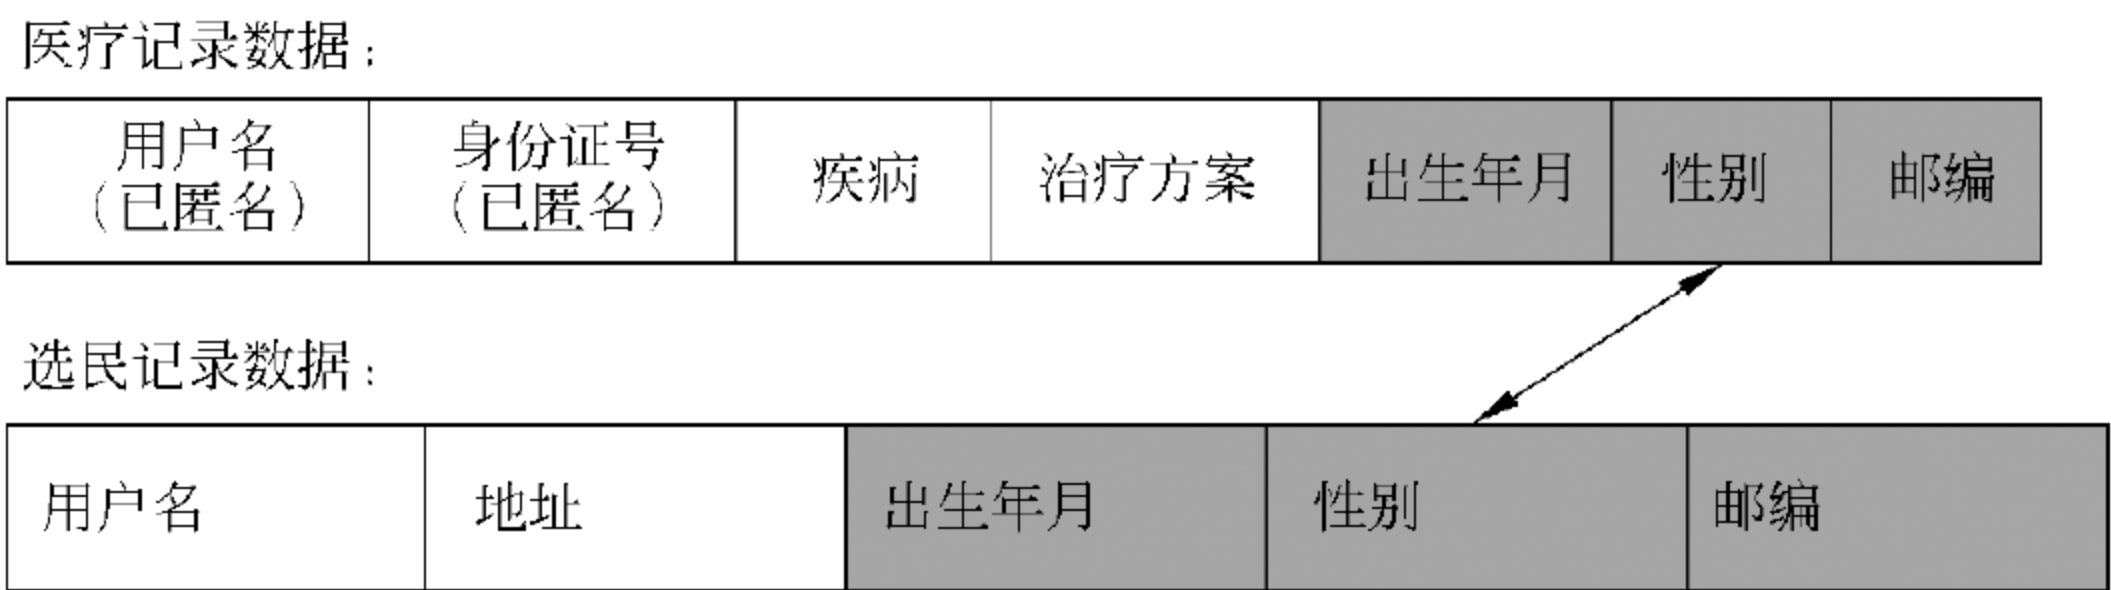 医疗记录数据：
用户名 身份证号 疾病 治疗方案 出生年月 性别 邮编
（已匿名） （已匿名）
选民记录数据：
用户名 地址 出生年月 性别 邮编